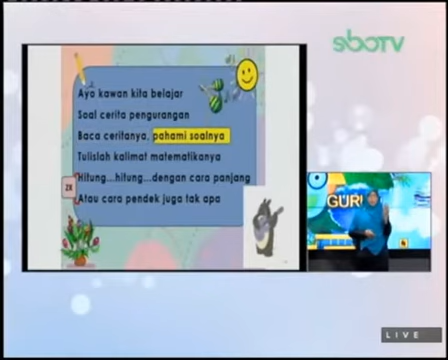 Ayo kawan kita belajar
Soal cerita pengurangan
Baca ceritanya, pahami soalnya
Tulislah kalimat matematikanya
Hitung...hitung...dengan cara panjang
Atau cara pendek juga tak apa
2R
GURU
LIVE